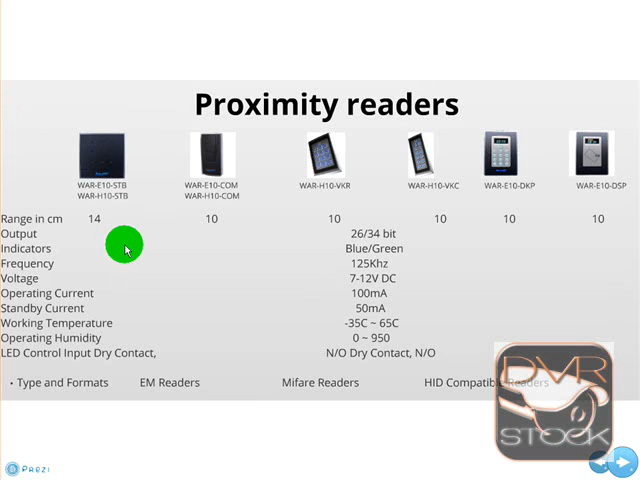 Proximity readers
WAR-E10-STB WAR-E10-COM WAR-H10-VKR WAR-H10-VKC WAR-E10-DKP WAR-E10-DSP
WAR-H10-STB WAR-H10-COM
Range in cm 14 10 10 10 10 10
Output 26/34 bit
Indicators Blue/Green
Frequency 125Khz
Voltage 7-12V DC
Operating Current 100mA
Standby Current 50mA
Working Temperature -35C ~ 65C
Operating Humidity 0 ~ 950
LED Control Input Dry Contact, N/O Dry Contact, N/O
• Type and Formats EM Readers Mifare Readers HID Compatible Readers
DVR
STOCK
Prezi